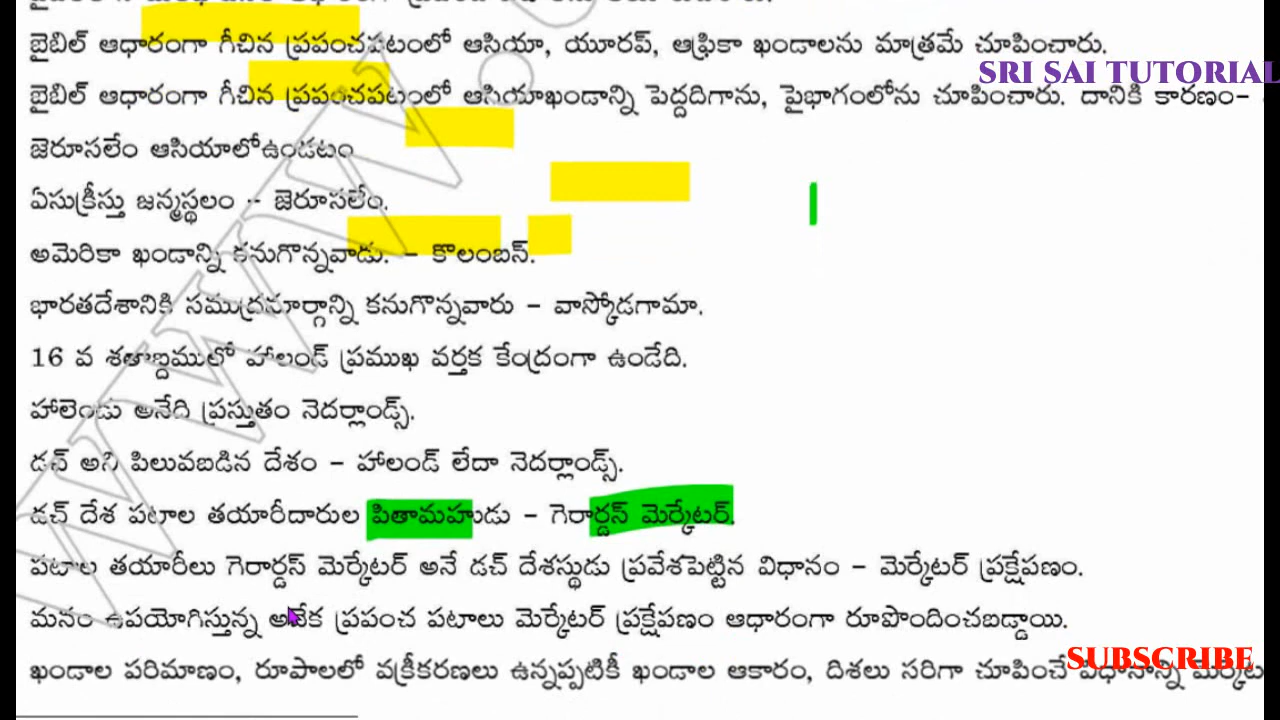 బైబిల్ ఆధారంగా గీచిన ప్రపంచపటంలో ఆసియా, యూరప్, ఆఫ్రికా ఖండాలను మాత్రమే చూపించారు.
SRI SAI TUTORIAL
బైబిల్ ఆధారంగా గీచిన ప్రపంచపటంలో ఆసియాఖండాన్ని పెద్దదిగాను, పైభాగంలోను చూపించారు. దానికి కారణం-
జెరూసలేం ఆసియాలోఉండటం
ఏసుక్రీస్తు జన్మస్థలం - జెరూసలేం.
అమెరికా ఖండాన్ని కనుగొన్నవాడు. - కొలంబస్.
భారతదేశానికి సముద్రమార్గాన్ని కనుగొన్నవారు - వాస్కోడగామా.
16 వ శతాబ్దములో హాలండ్ ప్రముఖ వర్తక కేంద్రంగా ఉండేది.
హాలెండు అనేది ప్రస్తుతం నెదర్లాండ్స్.
డచ్ అని పిలువబడిన దేశం - హాలండ్ లేదా నెదర్లాండ్స్.
డచ్ దేశ పటాల తయారీదారుల పితామహుడు - గెరార్డస్ మెర్కేటర్.
పటాల తయారీలు గెరార్డస్ మెర్కేటర్ అనే డచ్ దేశస్థుడు ప్రవేశపెట్టిన విధానం - మెర్కేటర్ ప్రక్షేపణం.
మనం ఉపయోగిస్తున్న అనేక ప్రపంచ పటాలు మెర్కేటర్ ప్రక్షేపణం ఆధారంగా రూపొందించబడ్డాయి.
SUBSCRIBE
ఖండాల పరిమాణం, రూపాలలో వక్రీకరణలు ఉన్నప్పటికీ ఖండాల ఆకారం, దిశలు సరిగా చూపించే విధానాన్ని మెర్కేట
WWW.